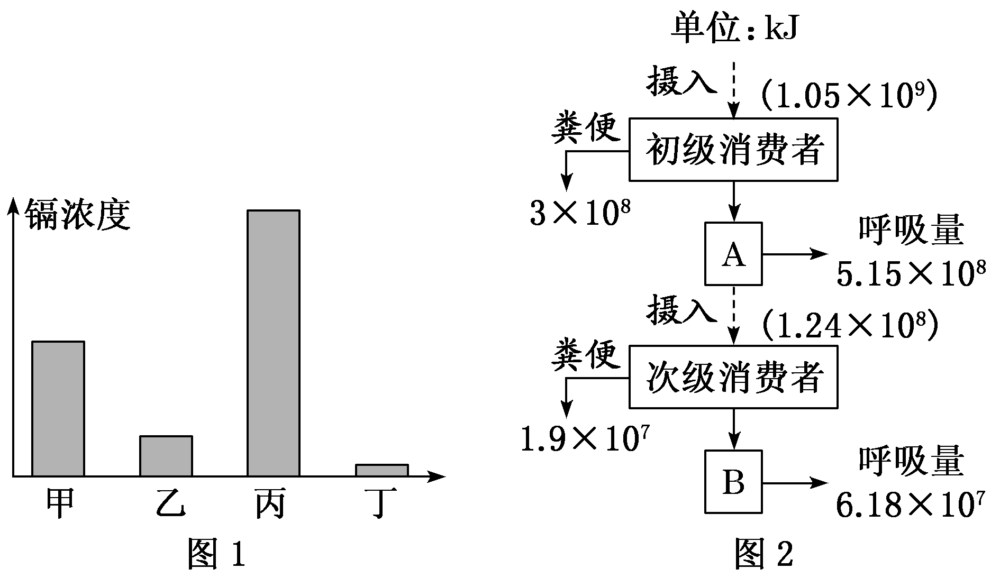 镉浓度
甲 乙 丙 丁
图 1
单位:kJ
摄入 (1.05×10⁹)
粪便
初级消费者
3×10⁸
A
呼吸量
5.15×10⁸
摄入 (1.24×10⁸)
粪便
次级消费者
1.9×10⁷
B
呼吸量
6.18×10⁷
图 2